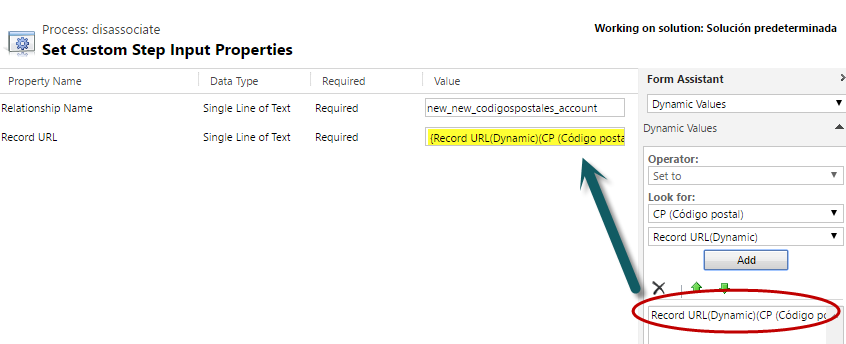 Process: disassociate
Working on solution: Solución predeterminada
Set Custom Step Input Properties
Property Name Data Type Required Value
Relationship Name Single Line of Text Required new_new_codigospostales_account
Record URL Single Line of Text Required {Record URL(Dynamic)(CP (Código posta
Form Assistant
Dynamic Values
Dynamic Values
Operator:
Set to
Look for:
CP (Código postal)
Record URL(Dynamic)
Add
Record URL(Dynamic)(CP (Código po